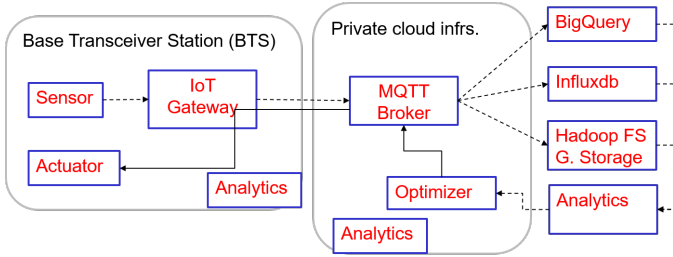 Base Transceiver Station (BTS)
Sensor
IoT
Gateway
Actuator
Analytics
Private cloud infrs.
MQTT
Broker
Optimizer
Analytics
BigQuery
Influxdb
Hadoop FS
G. Storage
Analytics